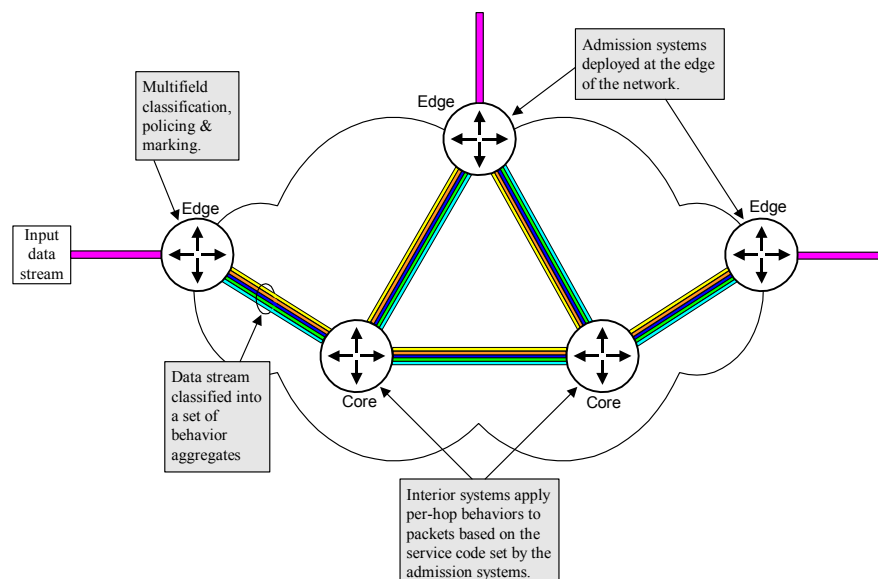 Admission systems
deployed at the edge
of the network.
Multifield
classification,
policing &
marking.
Edge
Edge
Edge
Input
data
stream
Core
Core
Data stream
classified into
a set of
behavior
aggregates
Interior systems apply
per-hop behaviors to
packets based on the
service code set by the
admission systems.